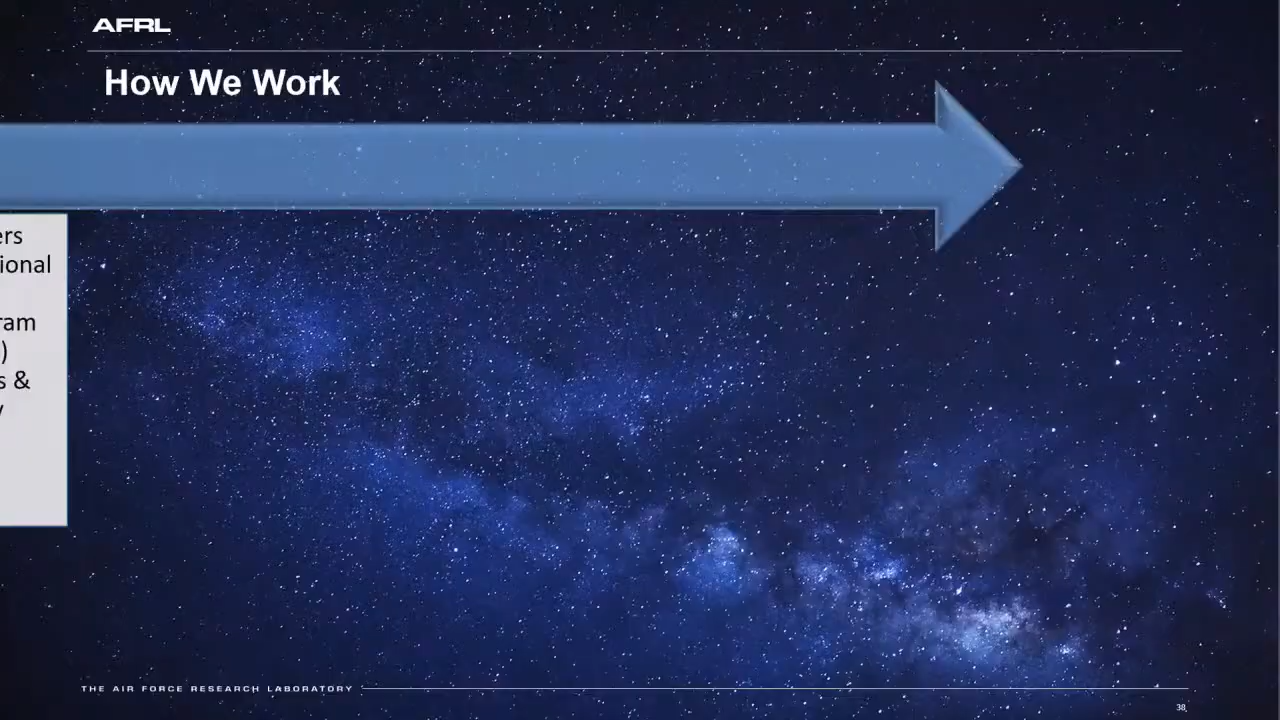 AFRL
How We Work
ers
ional
ram
)
s &
y
THE AIR FORCE RESEARCH LABORATORY
38